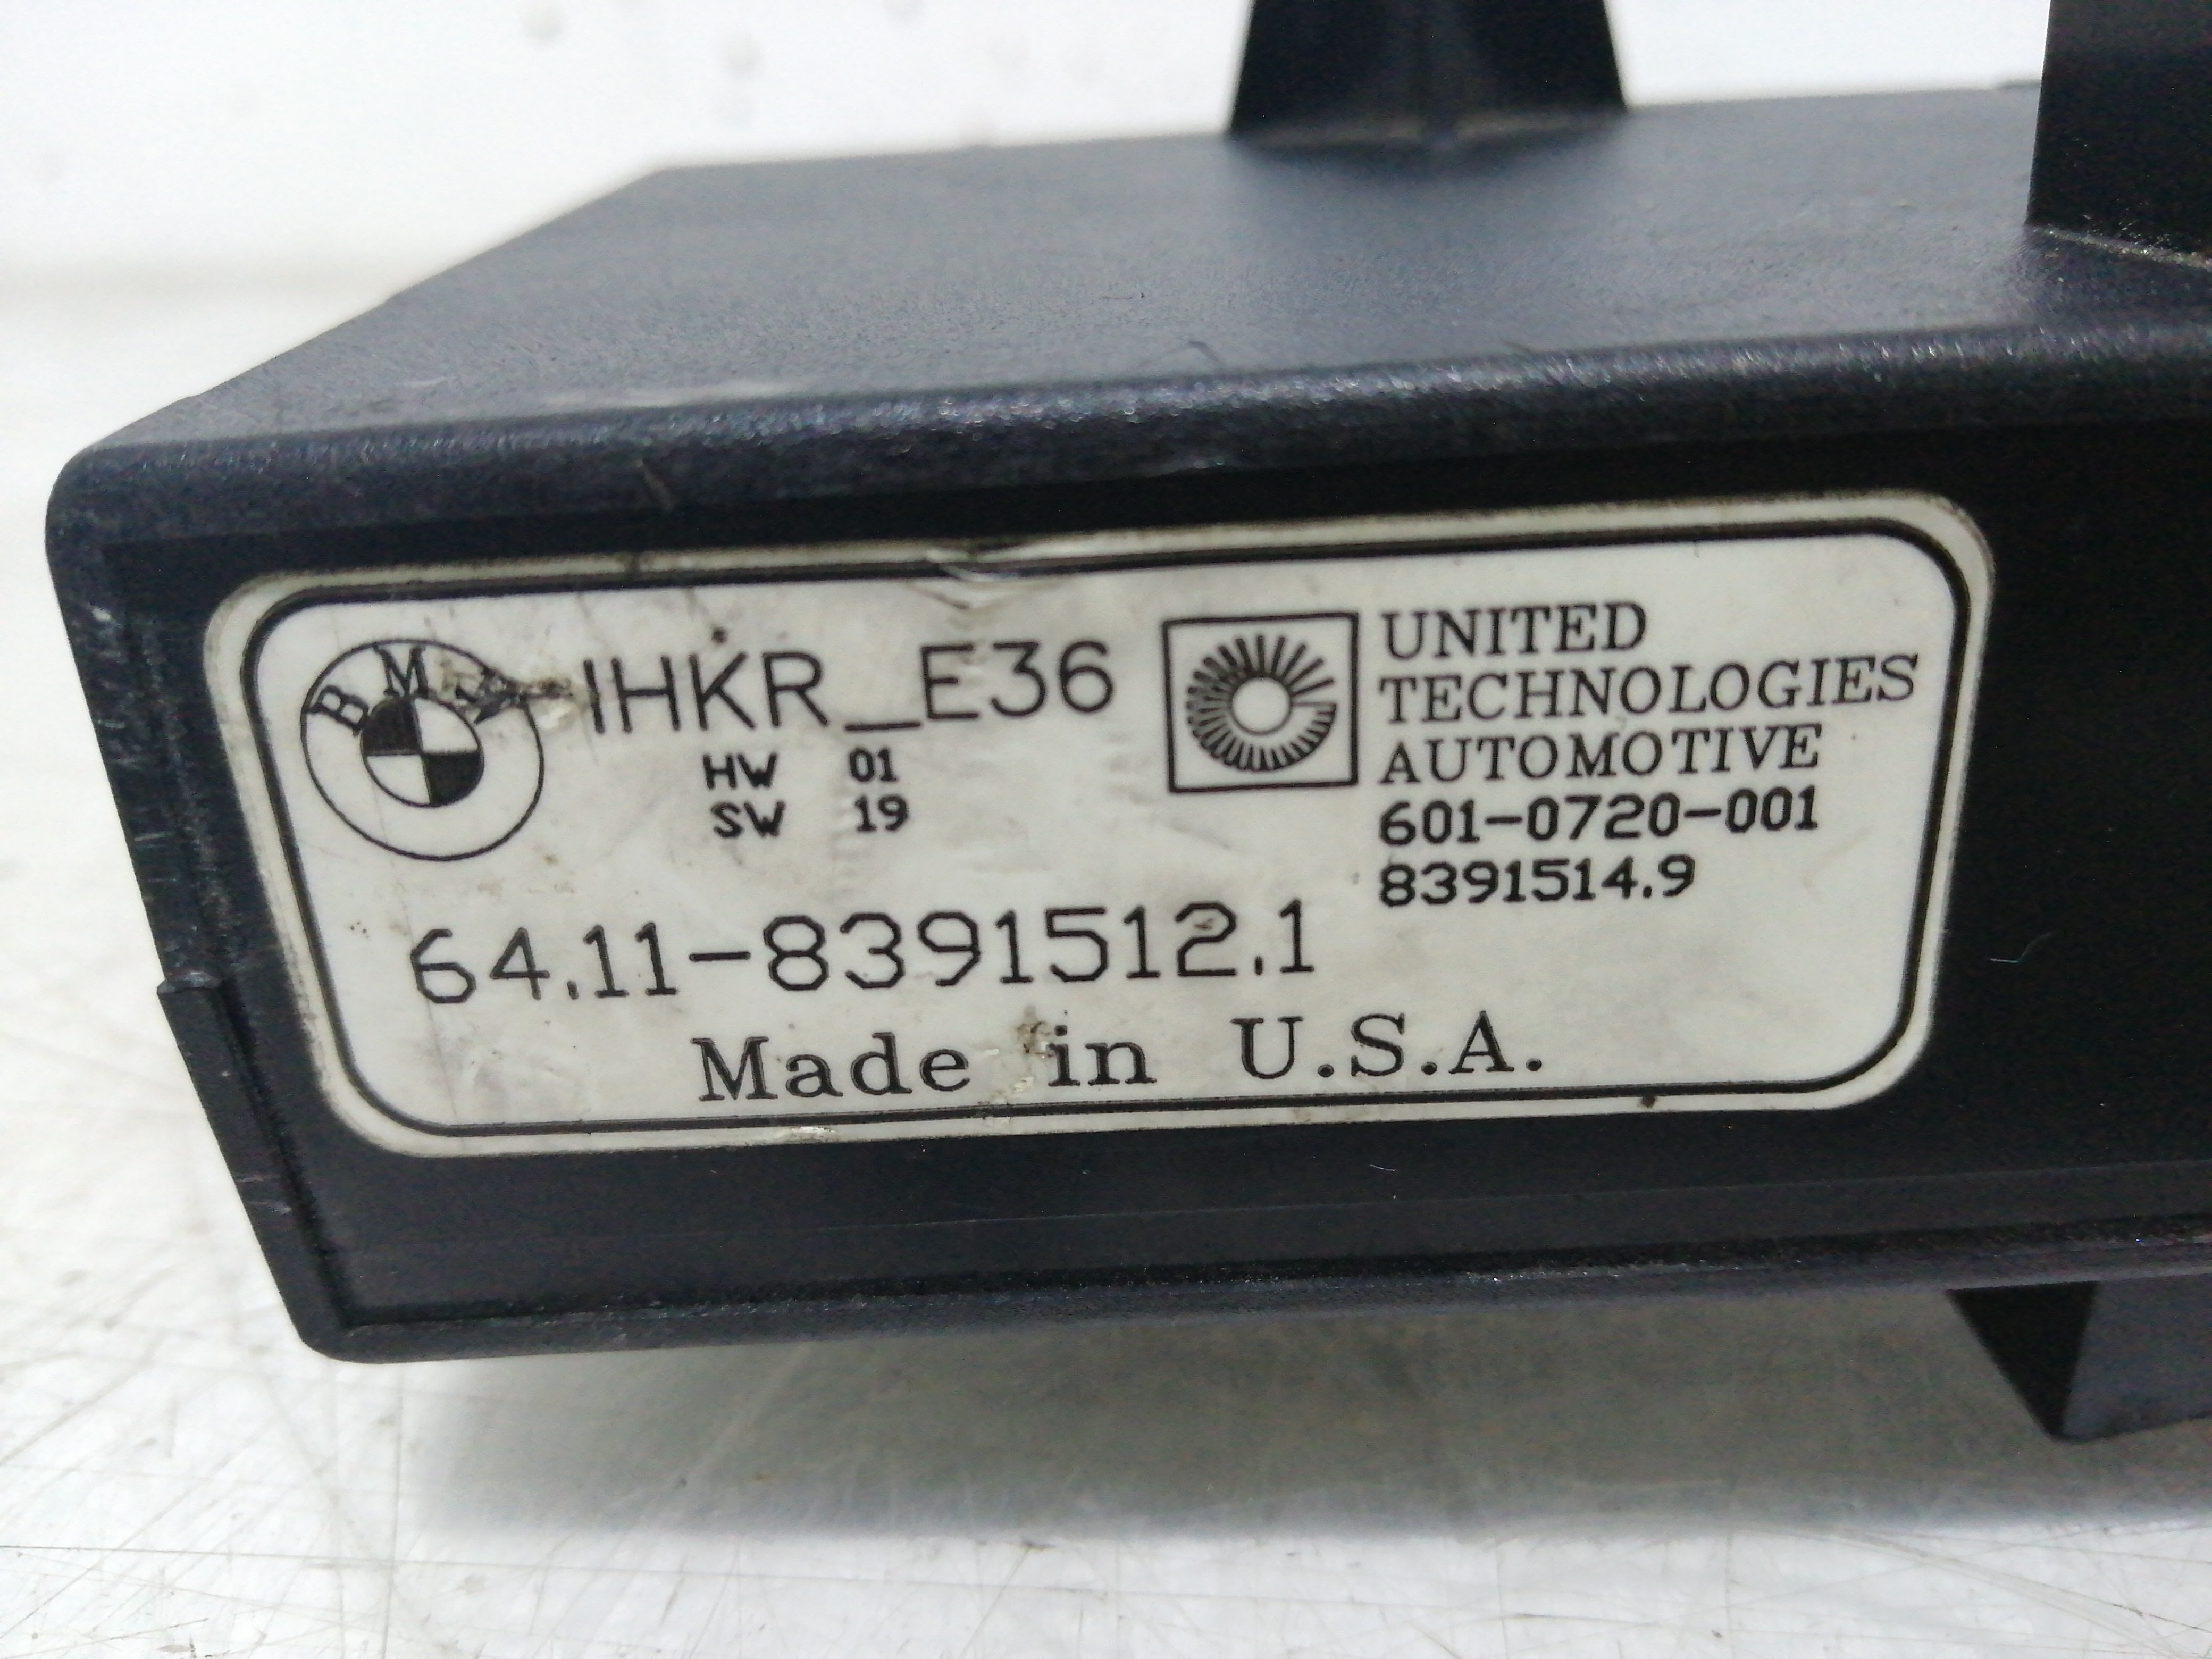 BMW
IHKR_E36
HW 01
SW 19
UNITED
TECHNOLOGIES
AUTOMOTIVE
601-0720-001
8391514.9
64.11-8391512.1
Made in U.S.A.